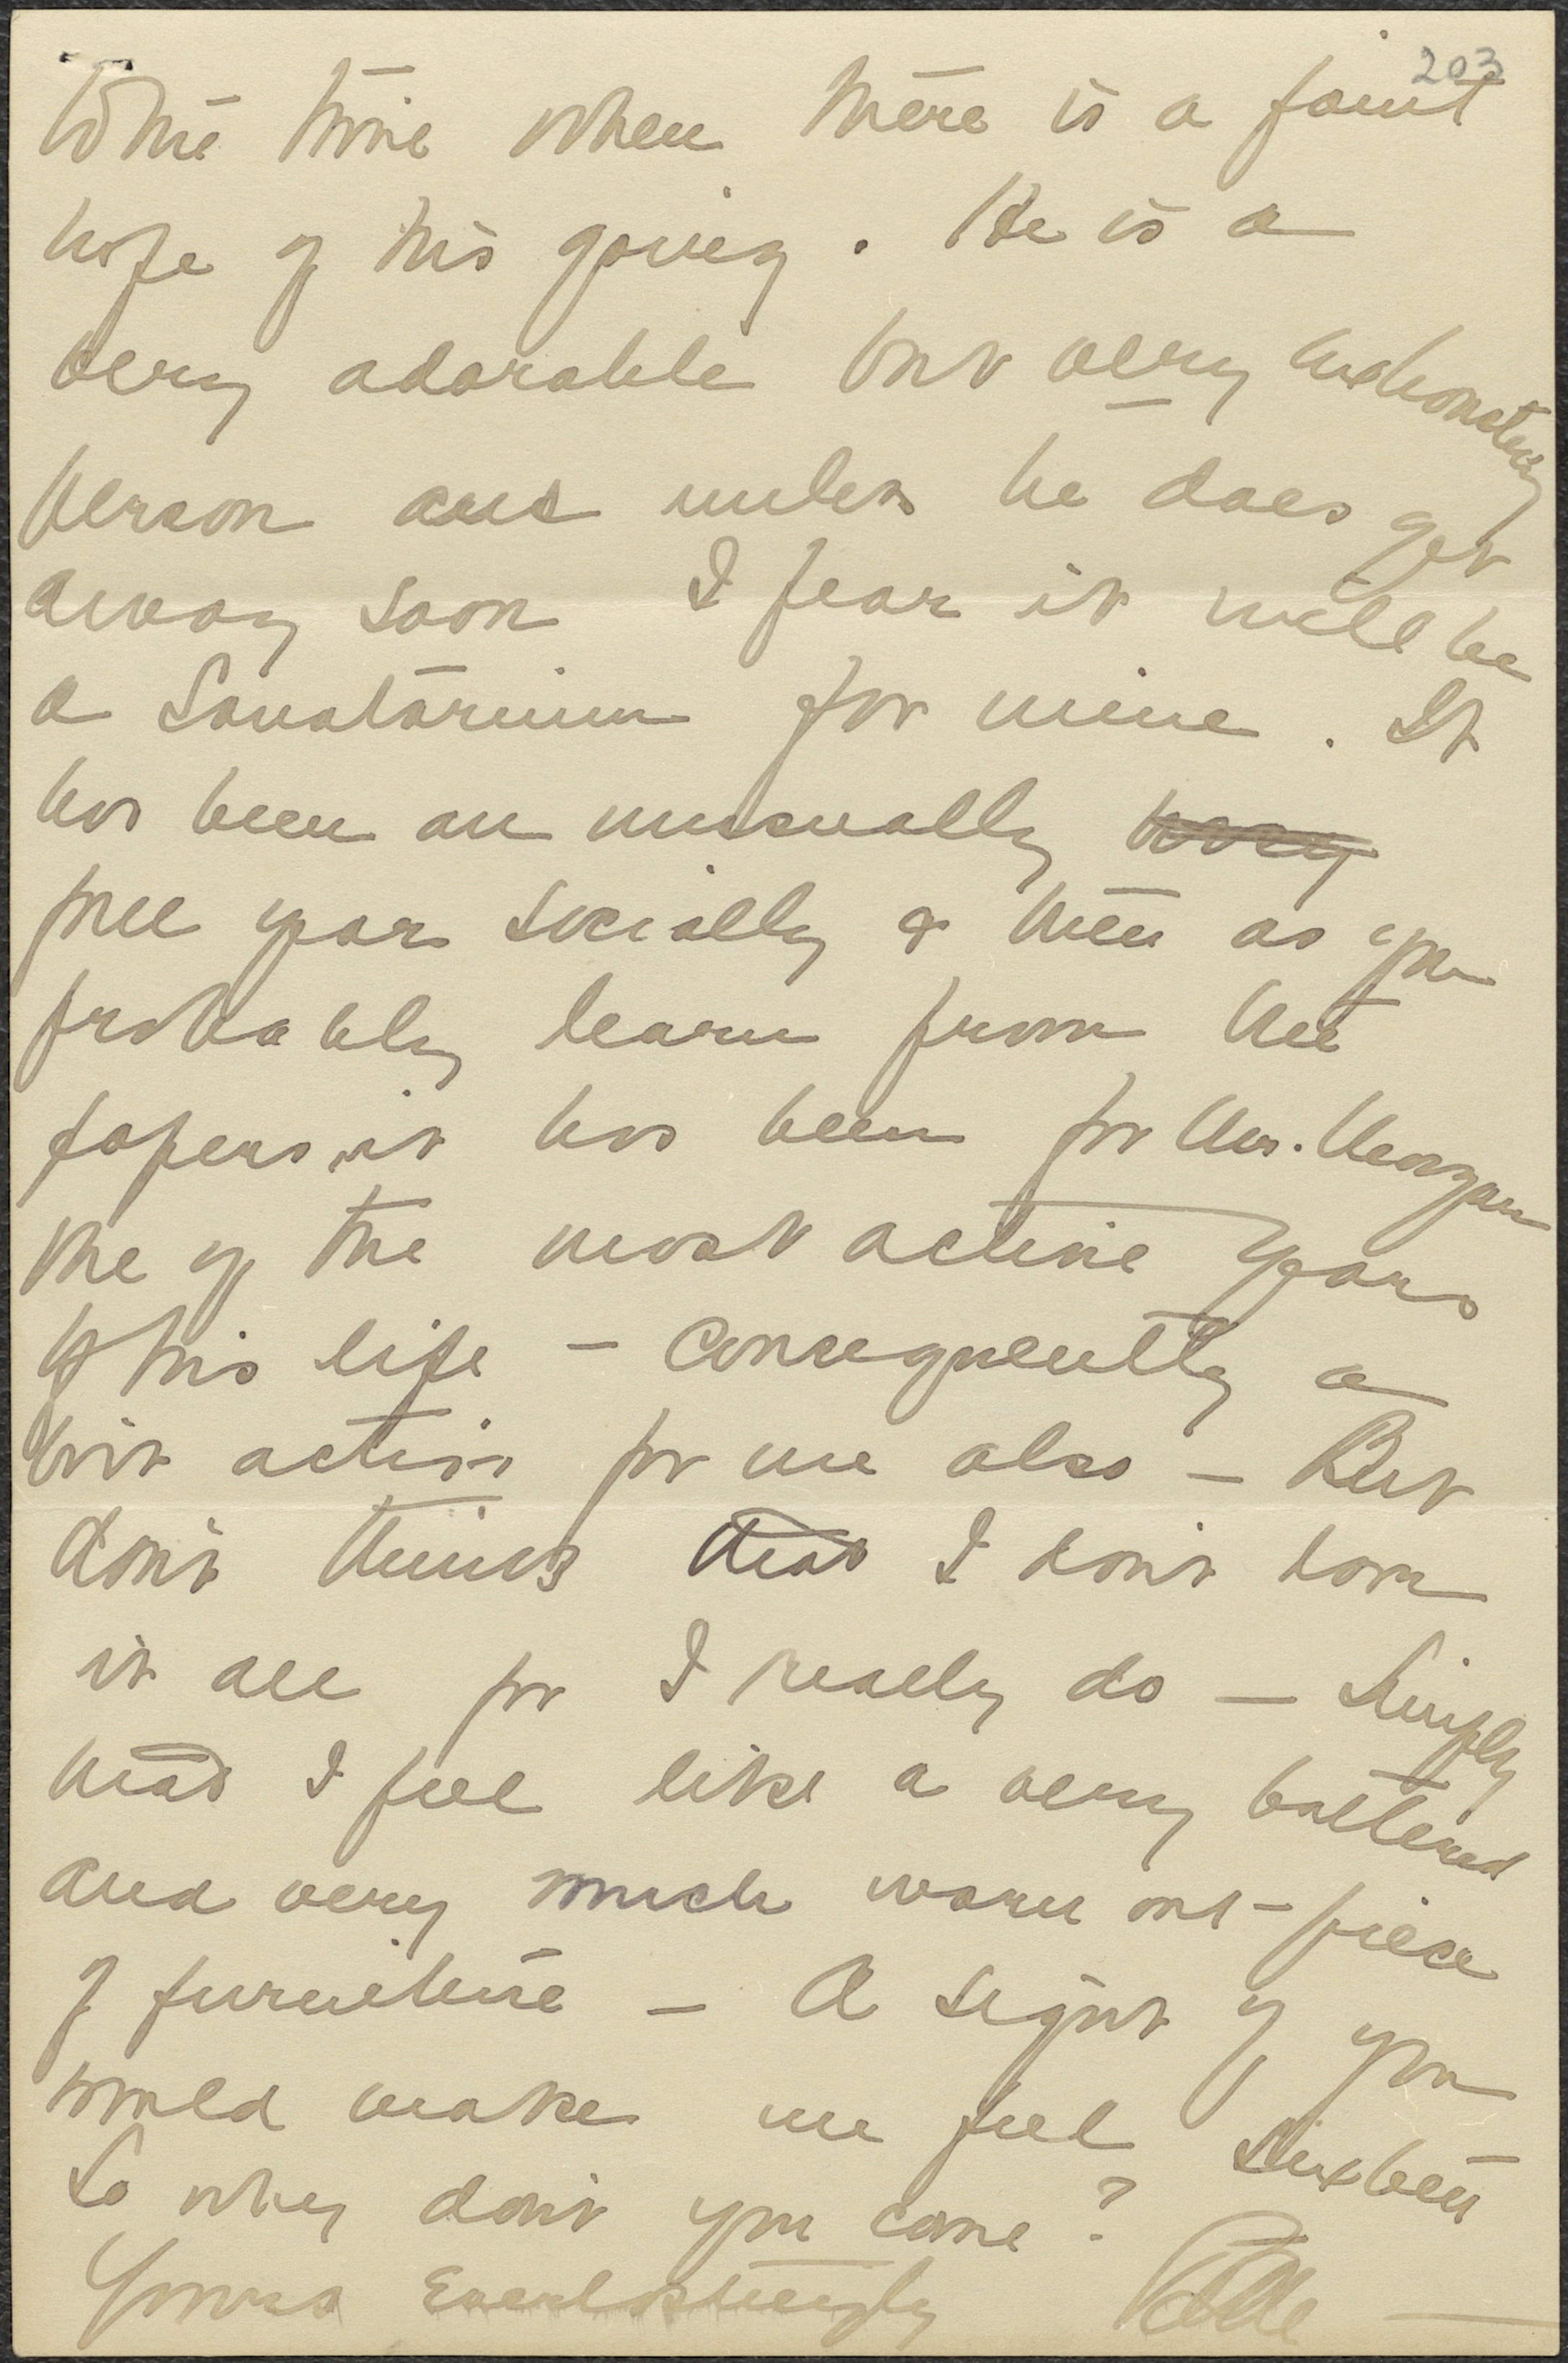 203
to the time when there is a faint
hope of his going. He is a
very adorable but very exhausting
person and unless he does get
away soon I fear it will be
a Sanatarium for mine. It
has been an unusually
free year socially & then as you
probably learn from the
papers, it has been for Mr. Morgan
one of the most active years
of his life – Consequently a
bit active for me also – But
don't think that I don't love
it all for I really do – Simply
that I feel like a very battered
and very much worn out – piece
of furniture – A sight of you
would make me feel sixteen
So why don't you come?
Yours Everlastingly Belle –